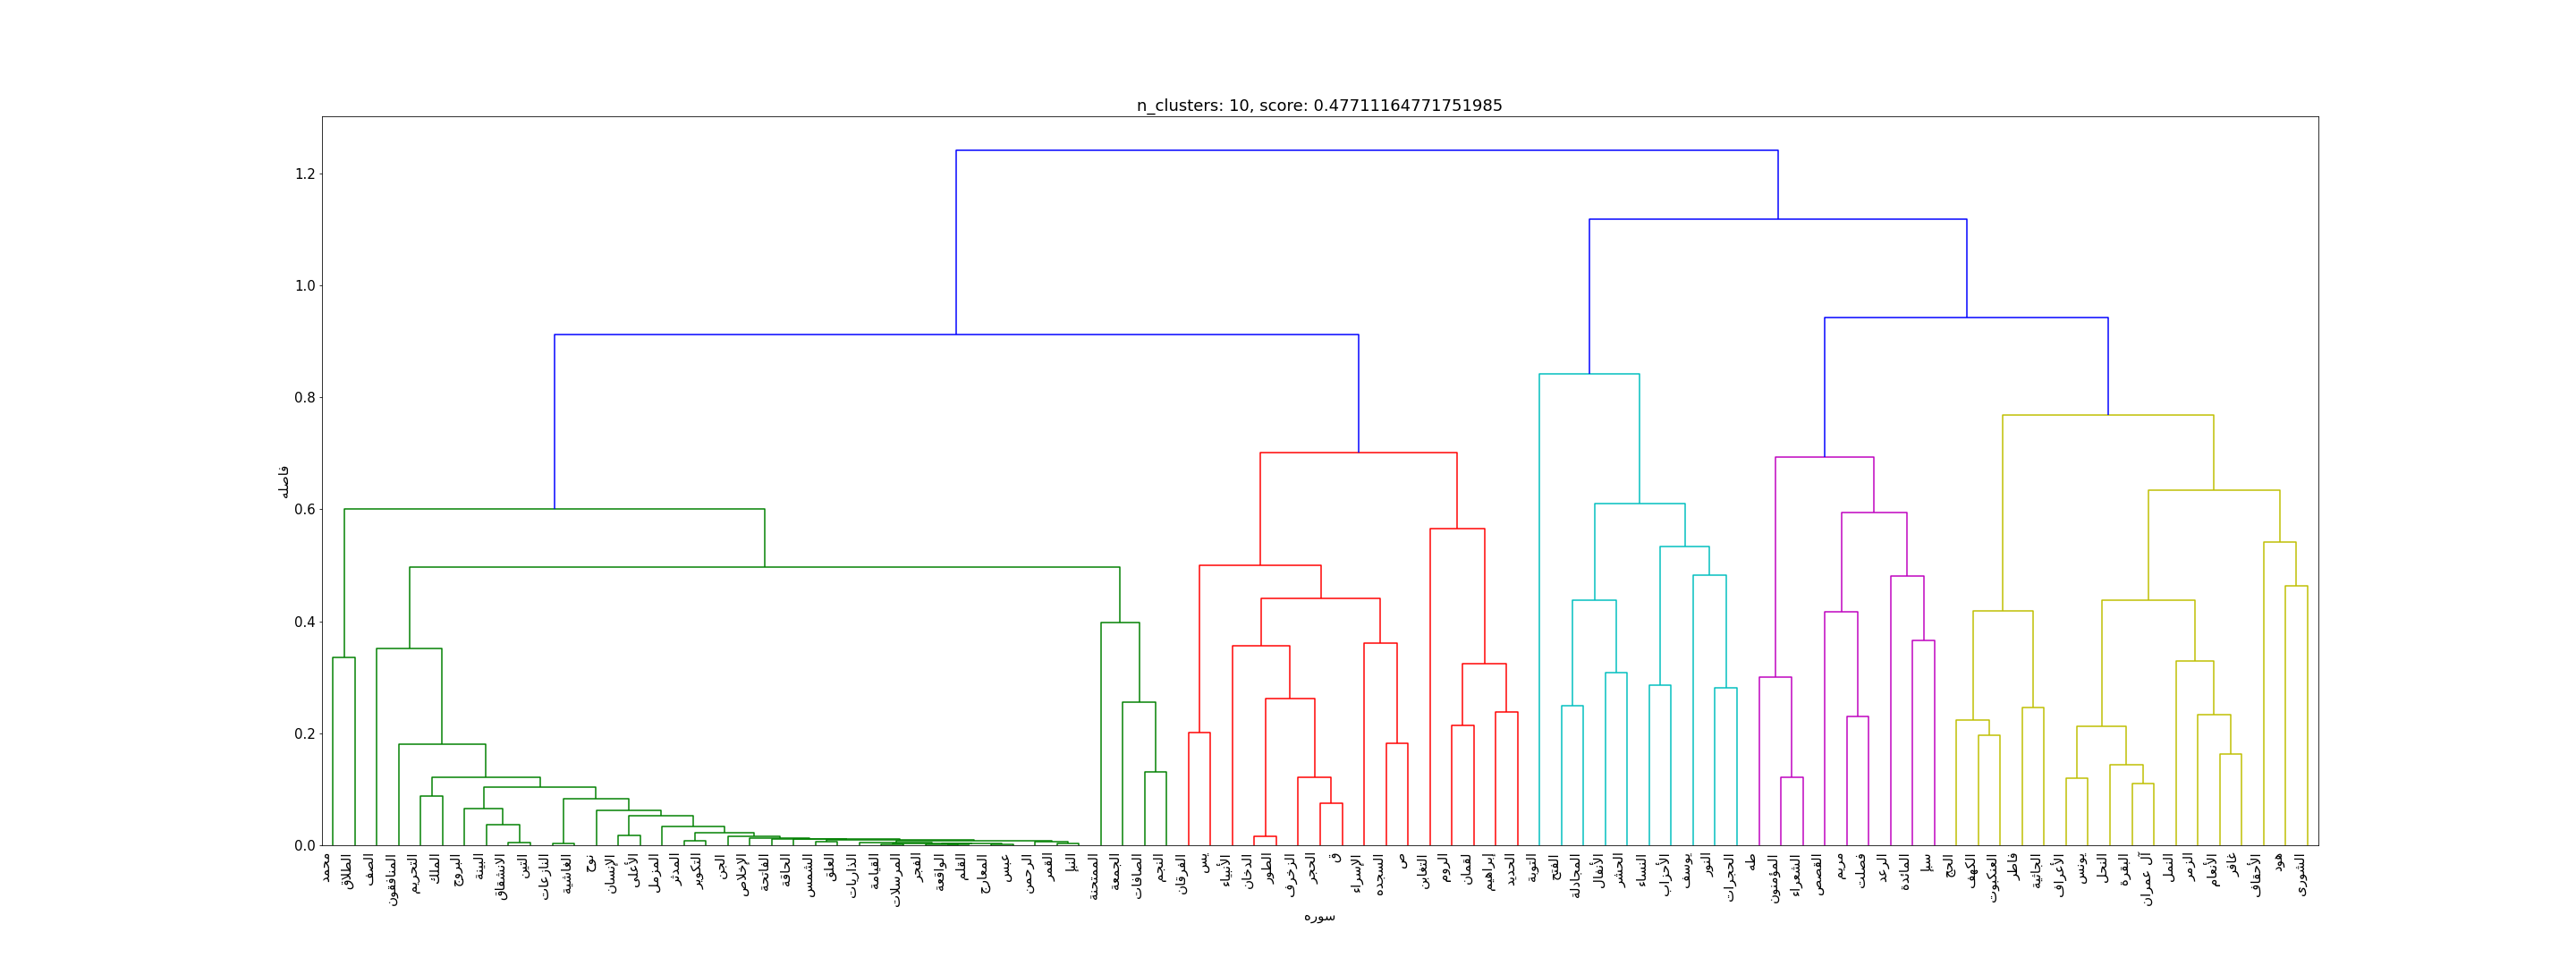 n_clusters: 10, score: 0.47711164771751985
1.2
1.0
0.8
0.6
0.4
0.2
0.0
فاصله
محمد
الطلاق
الصف
المنافقون
التحريم
الملك
البروج
البينة
الانشقاق
التين
النازعات
الغاشية
نوح
الإنسان
الأعلى
المزمل
المدثر
التكوير
الجن
الإخلاص
الفاتحة
الحاقة
الشمس
العلق
الذاريات
القيامة
المرسلات
الفجر
الواقعة
القلم
المعارج
عبس
الرحمن
القمر
النبإ
الممتحنة
الجمعة
الصافات
النجم
الفرقان
يس
الأنبياء
الدخان
الطور
الزخرف
الحجر
ق
الإسراء
السجده
ص
التغابن
الروم
لقمان
إبراهيم
الحديد
التوبة
الفتح
المجادلة
الأنفال
الحشر
النساء
الأحزاب
يوسف
النور
الحجرات
طه
المؤمنون
الشعراء
القصص
مريم
فصلت
الرعد
المائدة
سبإ
الحج
الكهف
العنكبوت
فاطر
الجاثية
الأعراف
يونس
النحل
البقرة
آل عمران
النمل
الزمر
الأنعام
غافر
الأحقاف
هود
الشورى
سوره